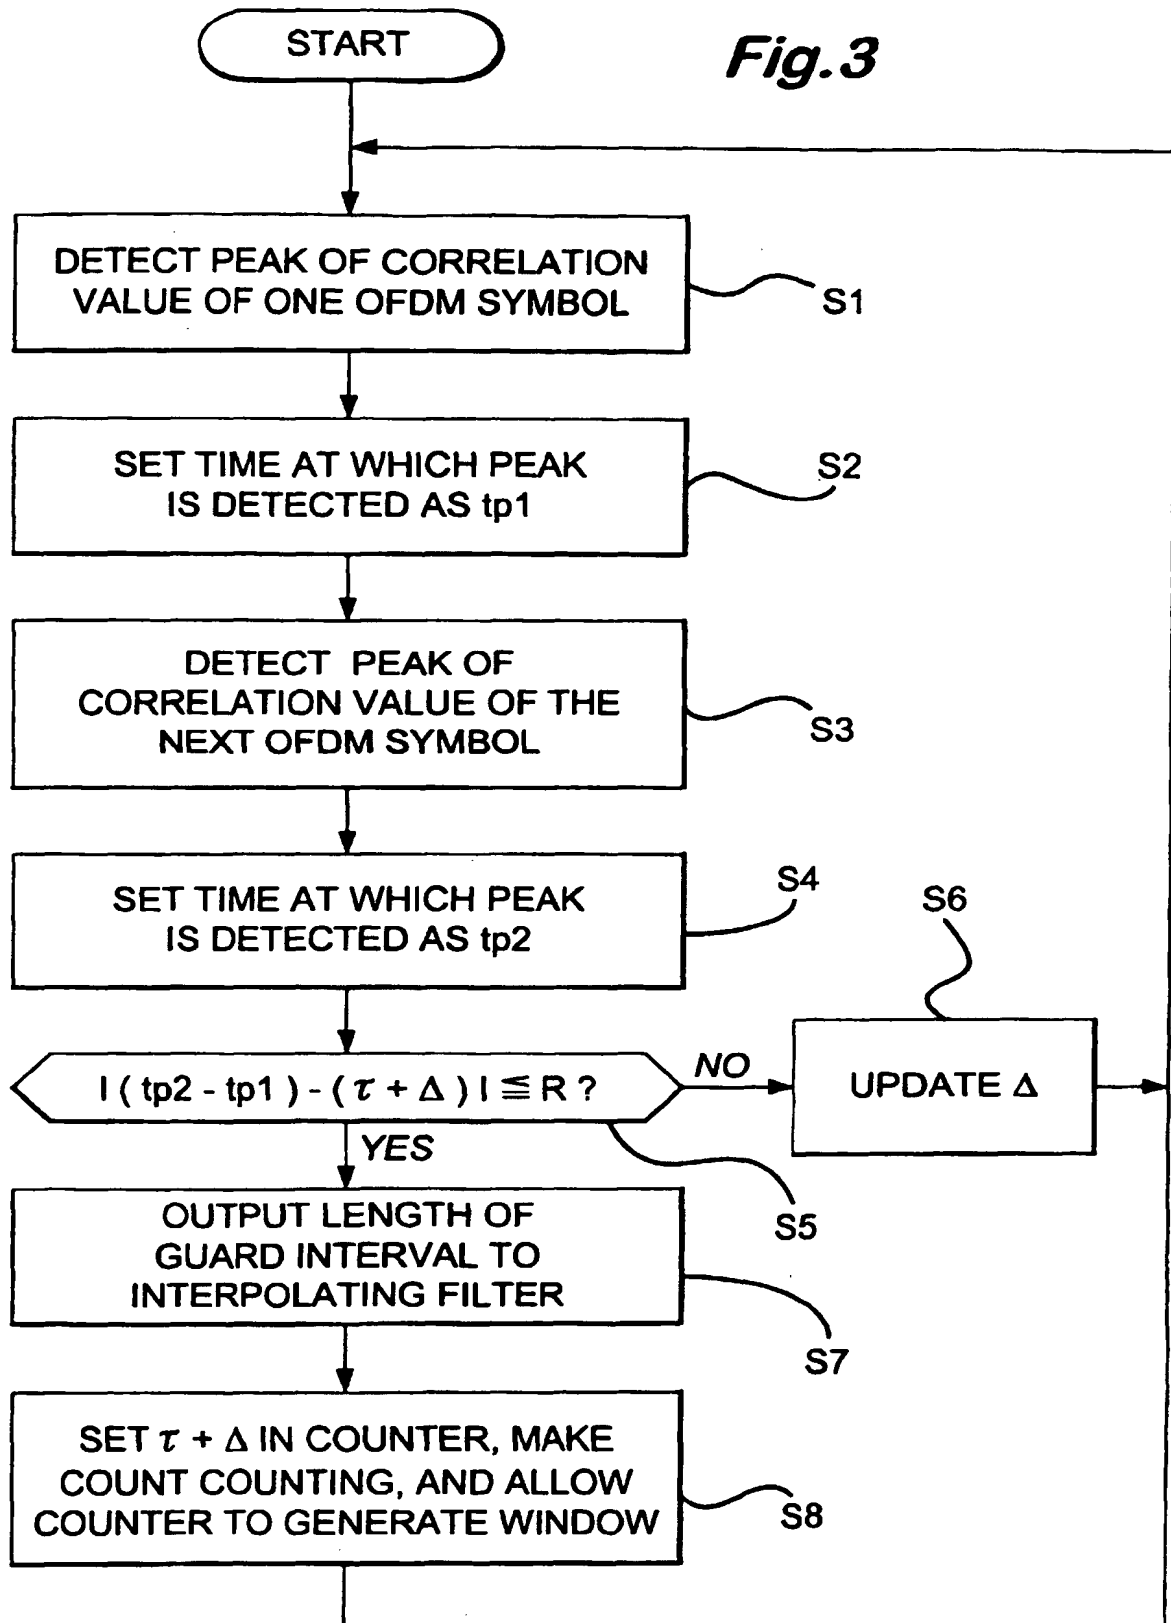 START
Fig.3
DETECT PEAK OF CORRELATION
VALUE OF ONE OFDM SYMBOL
S1
SET TIME AT WHICH PEAK
IS DETECTED AS tp1
S2
DETECT PEAK OF
CORRELATION VALUE OF THE
NEXT OFDM SYMBOL
S3
SET TIME AT WHICH PEAK
IS DETECTED AS tp2
S4
S6
I ( tp2 - tp1 ) - ( τ + Δ ) I ≦ R ?
NO
UPDATE Δ
YES
S5
OUTPUT LENGTH OF
GUARD INTERVAL TO
INTERPOLATING FILTER
S7
SET τ + Δ IN COUNTER, MAKE
COUNT COUNTING, AND ALLOW
COUNTER TO GENERATE WINDOW
S8